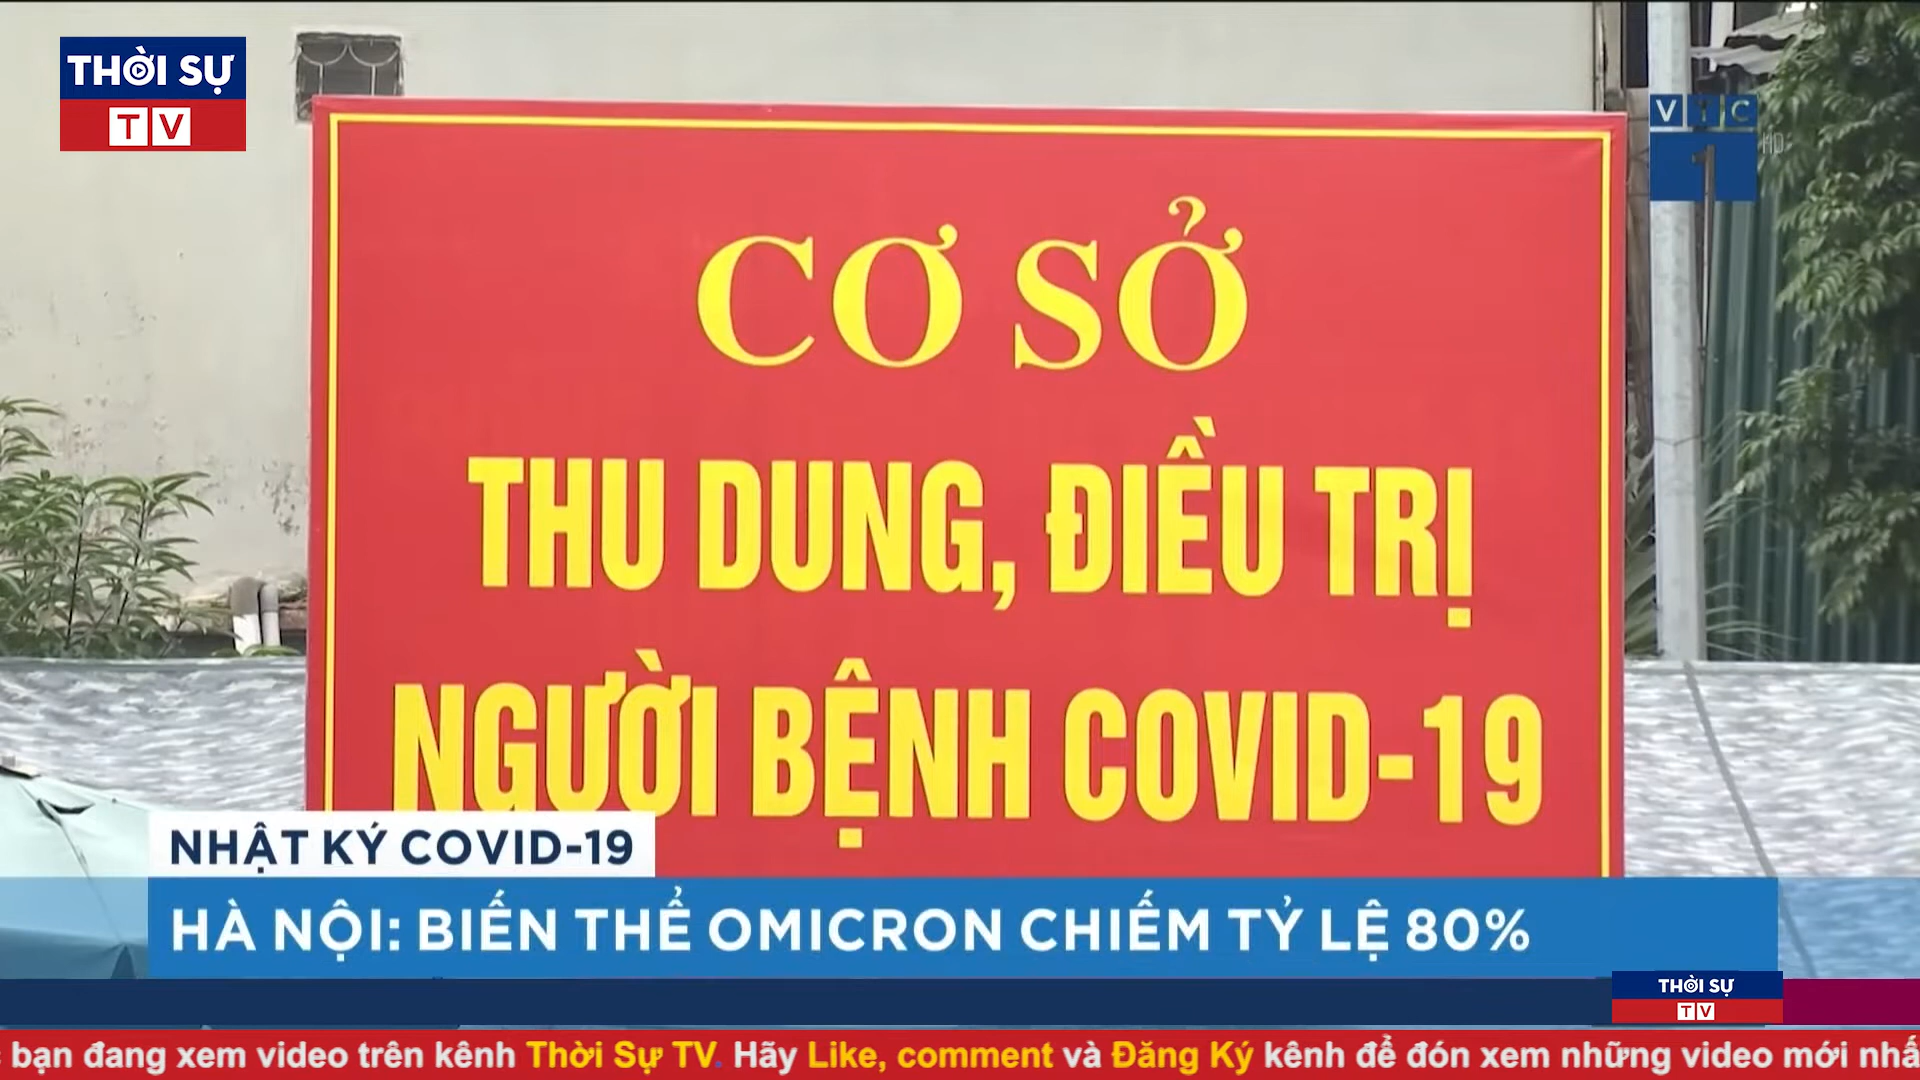 THỜI SỰ
TV
VTC
1
HD
CƠ SỞ
THU DUNG, ĐIỀU TRỊ
NGƯỜI BỆNH COVID-19
NHẬT KÝ COVID-19
HÀ NỘI: BIẾN THỂ OMICRON CHIẾM TỶ LỆ 80%
THỜI SỰ
TV
bạn đang xem video trên kênh Thời Sự TV. Hãy Like, comment và Đăng Ký kênh để đón xem những video mới